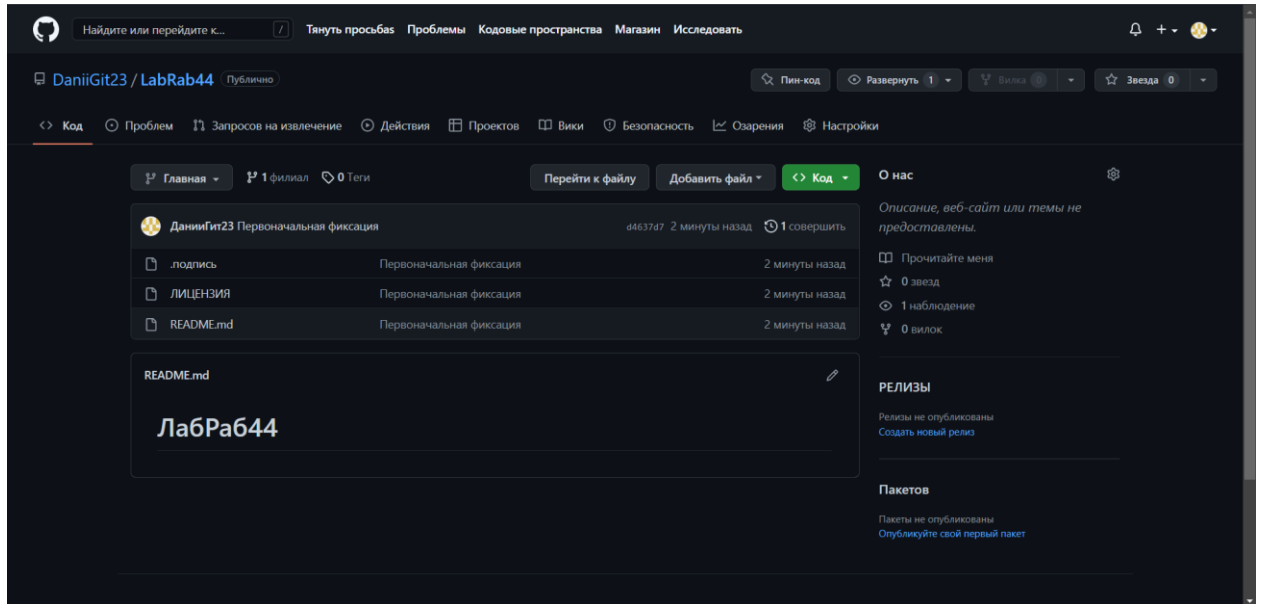 Найдите или перейдите к... / Тянуть просьбас Проблемы Кодовые пространства Магазин Исследовать
DaniiGit23 / LabRab44 Публично Пин-код Развернуть 1 Вилка 0 Звезда 0
<> Код Проблем Запросов на извлечение Действия Проектов Вики Безопасность Озарения Настройки
Главная 1 филиал 0 Теги Перейти к файлу Добавить файл <> Код
ДанииГит23 Первоначальная фиксация d4637d7 2 минуты назад 1 совершить
.подпись Первоначальная фиксация 2 минуты назад
ЛИЦЕНЗИЯ Первоначальная фиксация 2 минуты назад
README.md Первоначальная фиксация 2 минуты назад
README.md
ЛабРаб44
О нас
Описание, веб-сайт или темы не
предоставлены.
Прочитайте меня
0 звезд
1 наблюдение
0 вилок
РЕЛИЗЫ
Релизы не опубликованы
Создать новый релиз
Пакетов
Пакеты не опубликованы
Опубликуйте свой первый пакет